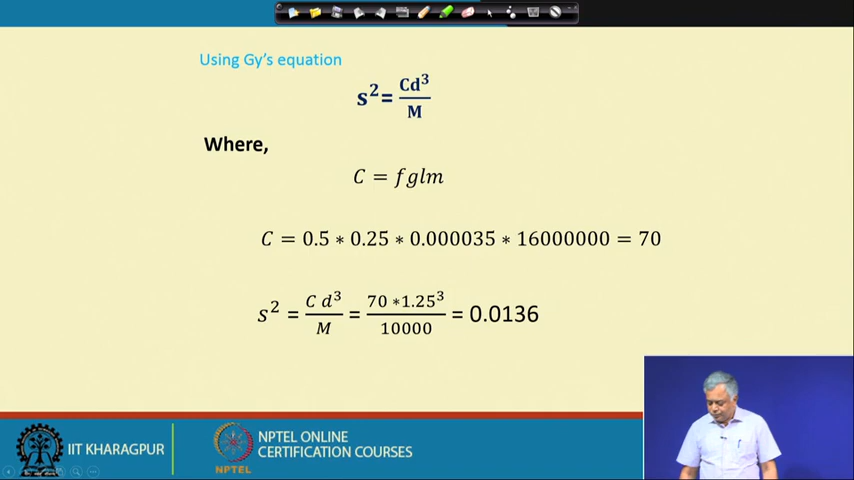 Using Gy's equation
s² = Cd³/M
Where,
C = fglm
C = 0.5 * 0.25 * 0.000035 * 16000000 = 70
s² = C d³/M = 70 *1.25³/10000 = 0.0136
IIT KHARAGPUR
NPTEL
NPTEL ONLINE
CERTIFICATION COURSES